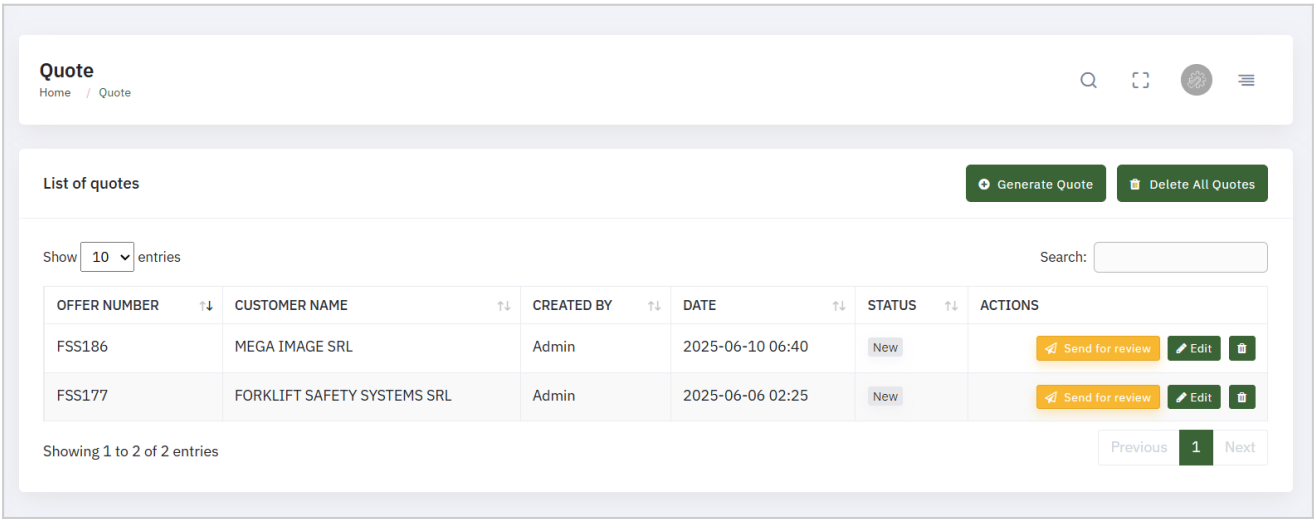 Quote
Home / Quote
List of quotes
Generate Quote
Delete All Quotes
Show 10 entries
Search:
OFFER NUMBER CUSTOMER NAME CREATED BY DATE STATUS ACTIONS
FSS186 MEGA IMAGE SRL Admin 2025-06-10 06:40 New Send for review Edit
FSS177 FORKLIFT SAFETY SYSTEMS SRL Admin 2025-06-06 02:25 New Send for review Edit
Showing 1 to 2 of 2 entries
Previous 1 Next